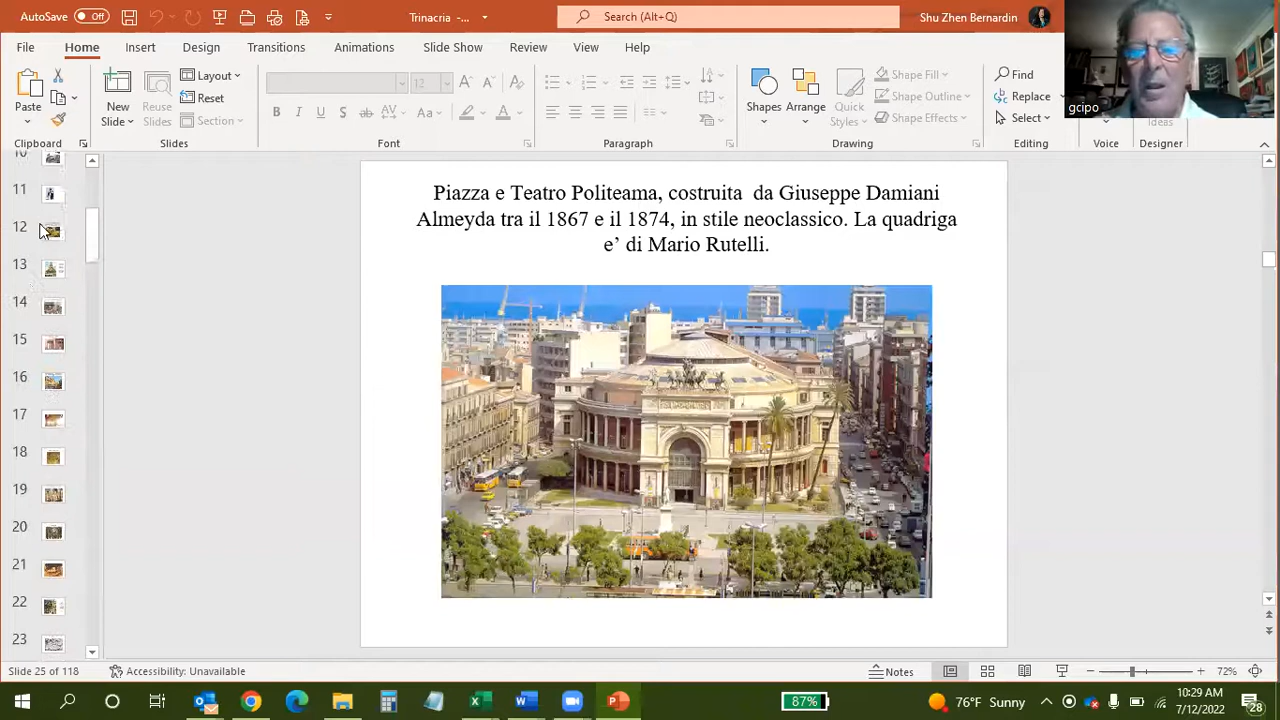 AutoSave Off Trinacria -... Search (Alt+Q) Shu Zhen Bernardin
File Home Insert Design Transitions Animations Slide Show Review View Help
Paste New Slide Reuse Slides Layout Reset Section 12 Shapes Arrange Quick Styles Shape Fill Shape Outline Shape Effects Find Replace Select Ideas
Clipboard Slides Font Paragraph Drawing Editing Voice Designer
gcipo
10
11
12
13
14
15
16
17
18
19
20
21
22
23
Piazza e Teatro Politeama, costruita da Giuseppe Damiani
Almeyda tra il 1867 e il 1874, in stile neoclassico. La quadriga
e’ di Mario Rutelli.
Slide 25 of 118 Accessibility: Unavailable Notes 72%
87% 76°F Sunny 10:29 AM
7/12/2022 28